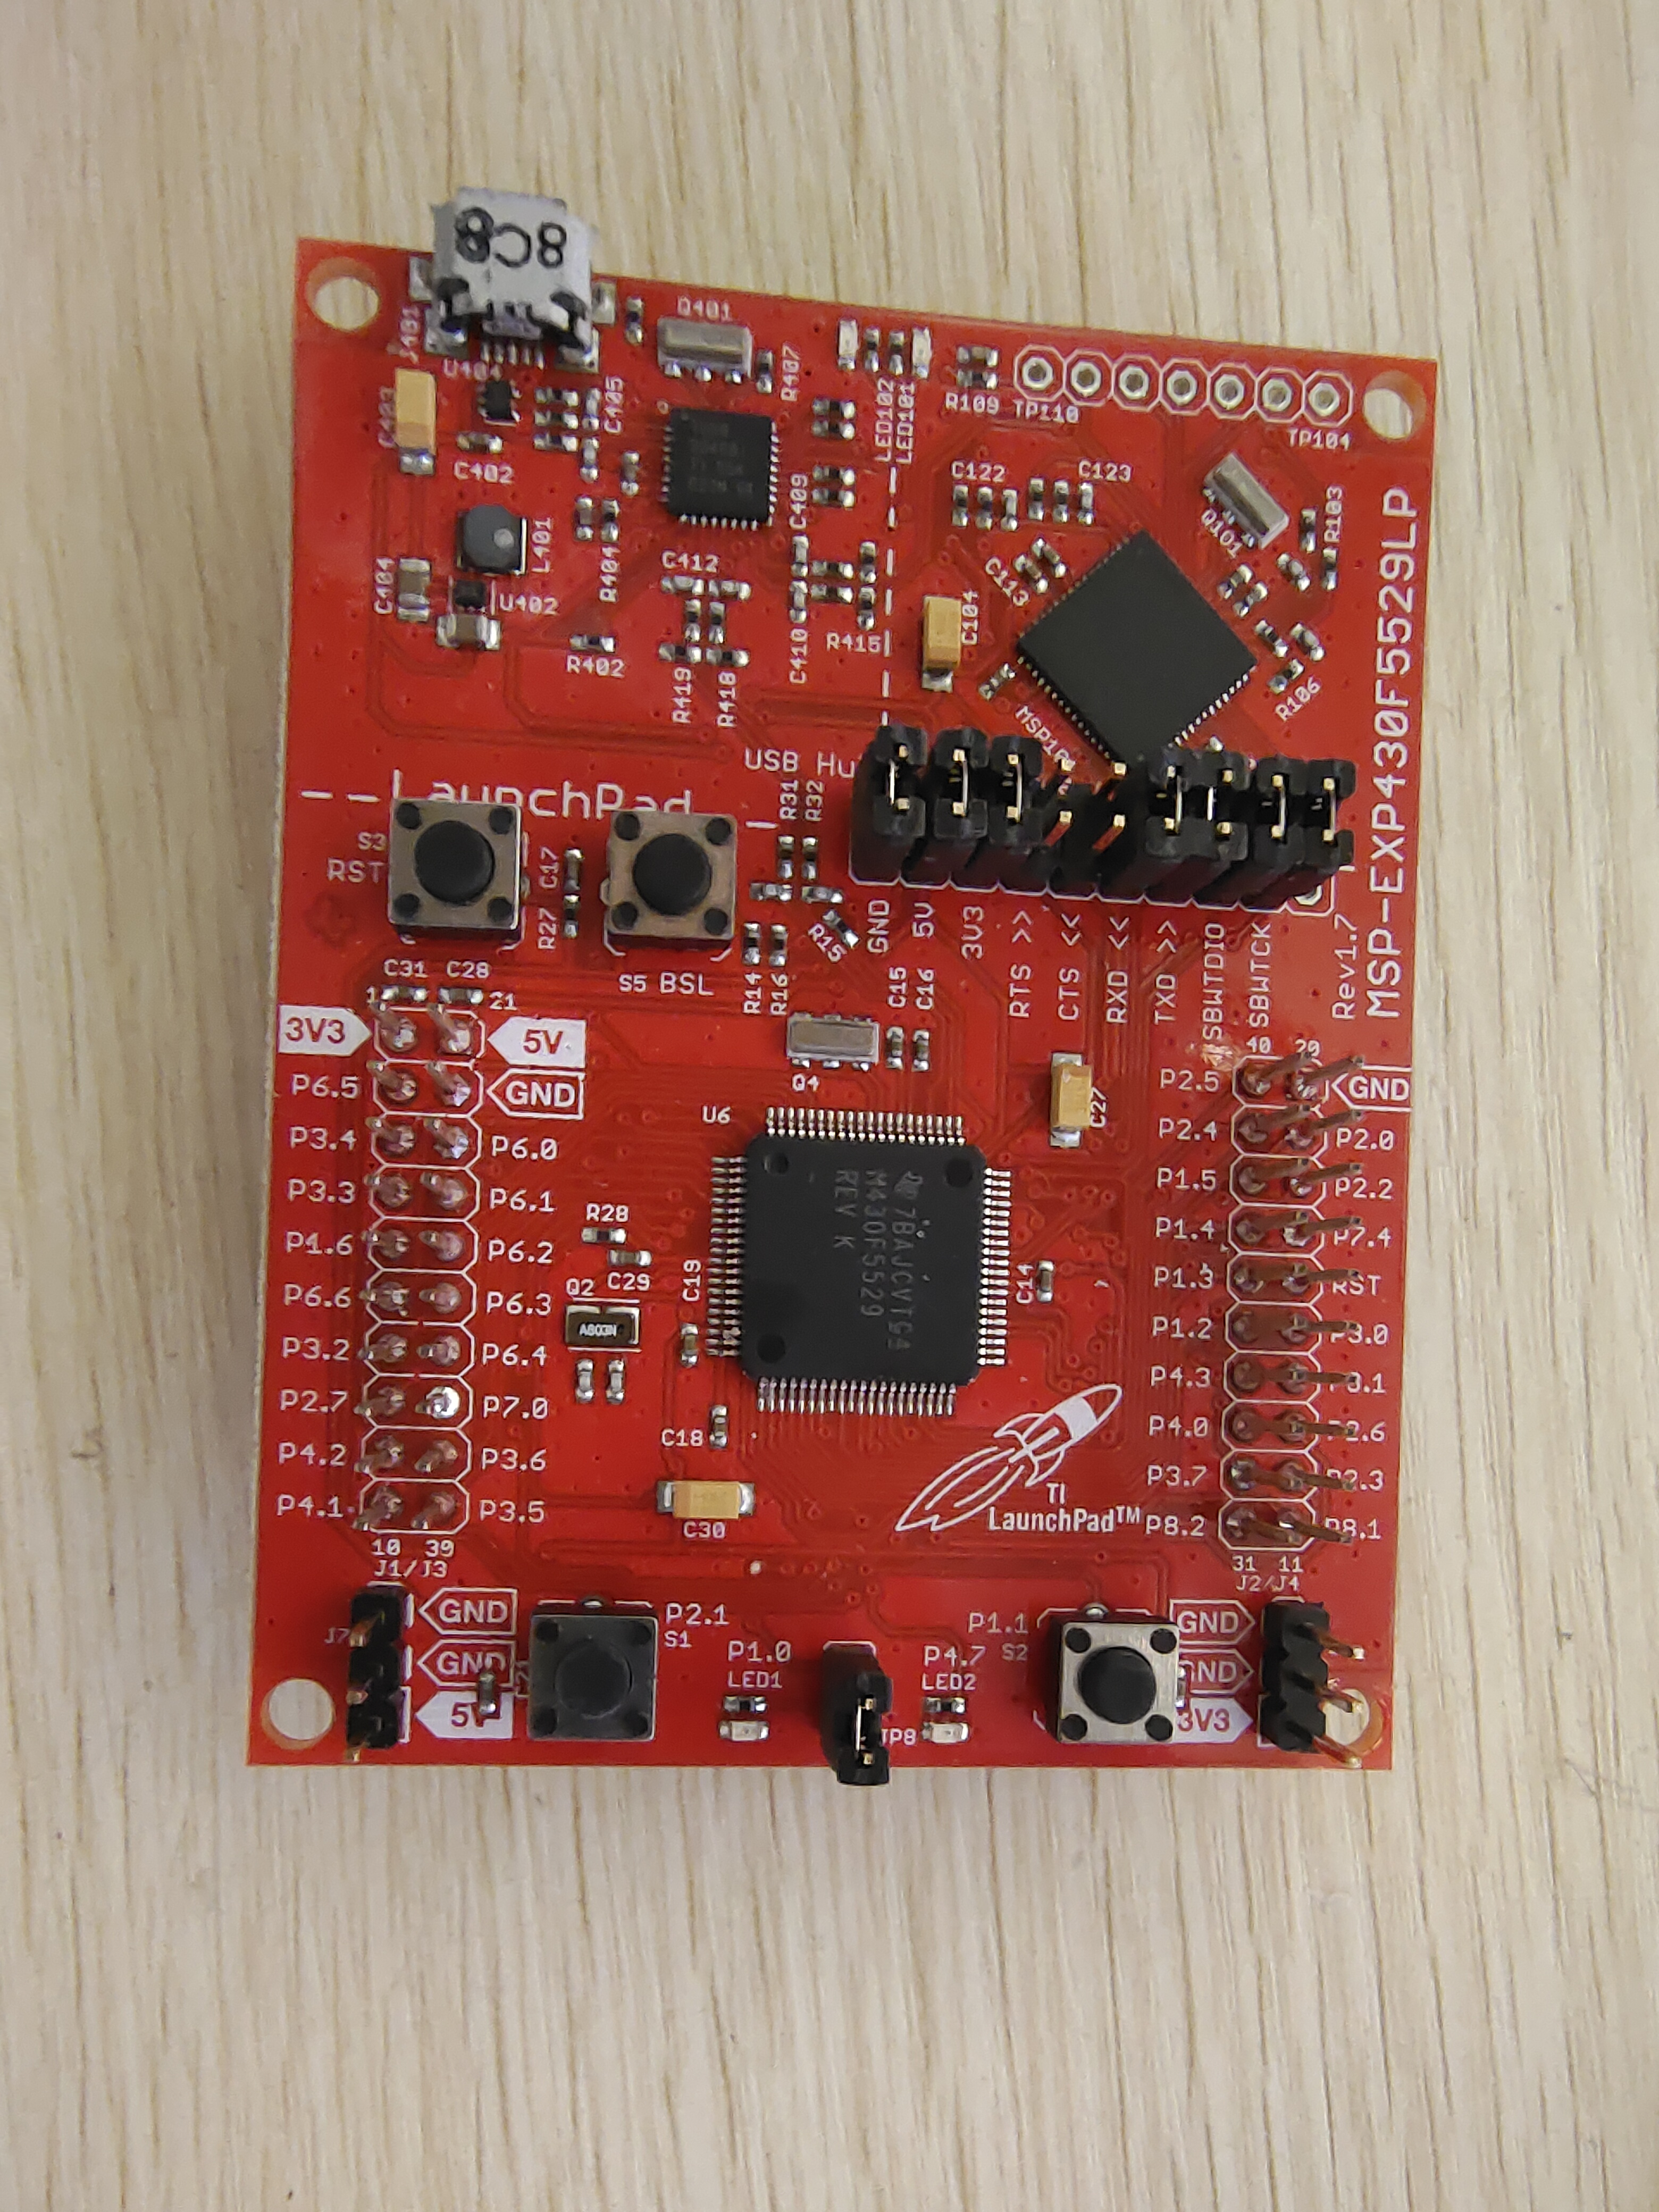 8C8
J401
Q401
U404
R407
C403
C405
LED102
LED101
R109
TP110
TP104
C402
C409
C122
C123
Q101
R103
L401
R404
C412
C404
U402
C113
C104
R402
C410
R415
R419
R418
R106
USB Hu
LaunchPad
R31
R32
S3
RST
C17
R27
S5 BSL
R14
R16
R15
C15
C16
GND
5V
3V3
RTS >>
CTS <<
RXD <<
TXD >>
SBWTDIO
SBWTCK
Rev1.7
MSP-EXP430F5529LP
C31
C28
21
3V3
5V
P6.5
GND
P3.4
P6.0
P3.3
P6.1
P1.6
P6.2
P6.6
P6.3
P3.2
P6.4
P2.7
P7.0
P4.2
P3.6
P4.1
P3.5
10
39
J1/J3
Q4
C27
U6
7BAJCVTG4
M430F5529
REV K
R28
C29
Q2
A803N
C19
C14
C18
C30
TI
LaunchPad™
40
20
P2.5
GND
P2.4
P2.0
P1.5
P2.2
P1.4
P7.4
P1.3
RST
P1.2
P3.0
P4.3
P4.0
P3.7
P8.2
P8.1
31
11
J2/J4
J7
GND
GND
5V
P2.1
S1
P1.0
LED1
JP8
P4.7
LED2
P1.1
S2
GND
GND
3V3